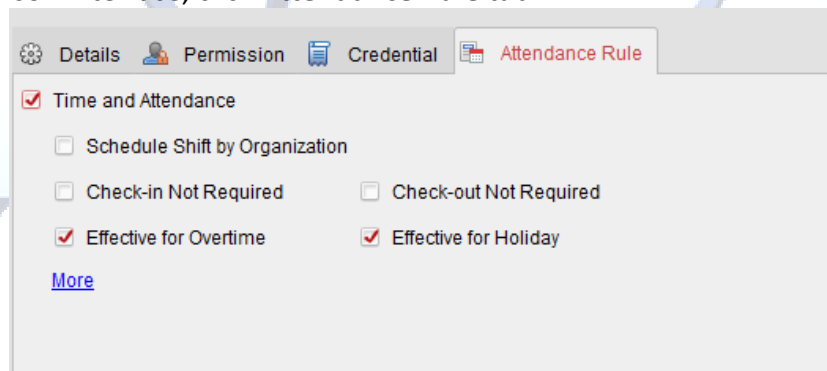 Details Permission Credential Attendance Rule
Time and Attendance
Schedule Shift by Organization
Check-in Not Required Check-out Not Required
Effective for Overtime Effective for Holiday
More